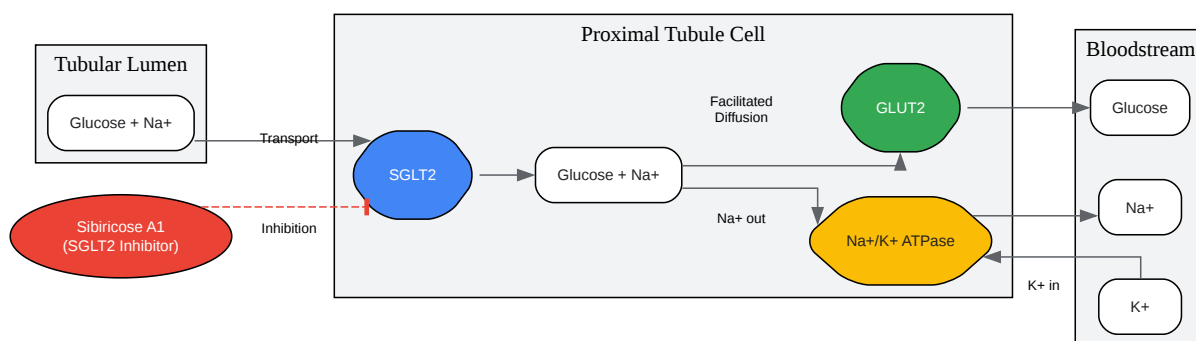 Tubular Lumen
Glucose + Na+
Transport
Sibiricose A1
(SGLT2 Inhibitor)
Inhibition
Proximal Tubule Cell
SGLT2
Glucose + Na+
Facilitated
Diffusion
GLUT2
Na+ out
Na+/K+ ATPase
K+ in
Bloodstream
Glucose
Na+
K+